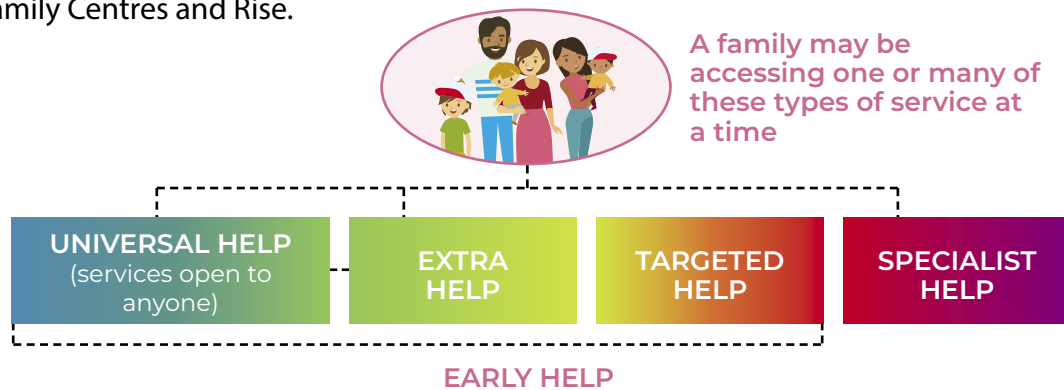 amily Centres and Rise.
A family may be
accessing one or many of
these types of service at
a time
UNIVERSAL HELP
(services open to
anyone)
EXTRA
HELP
TARGETED
HELP
SPECIALIST
HELP
EARLY HELP